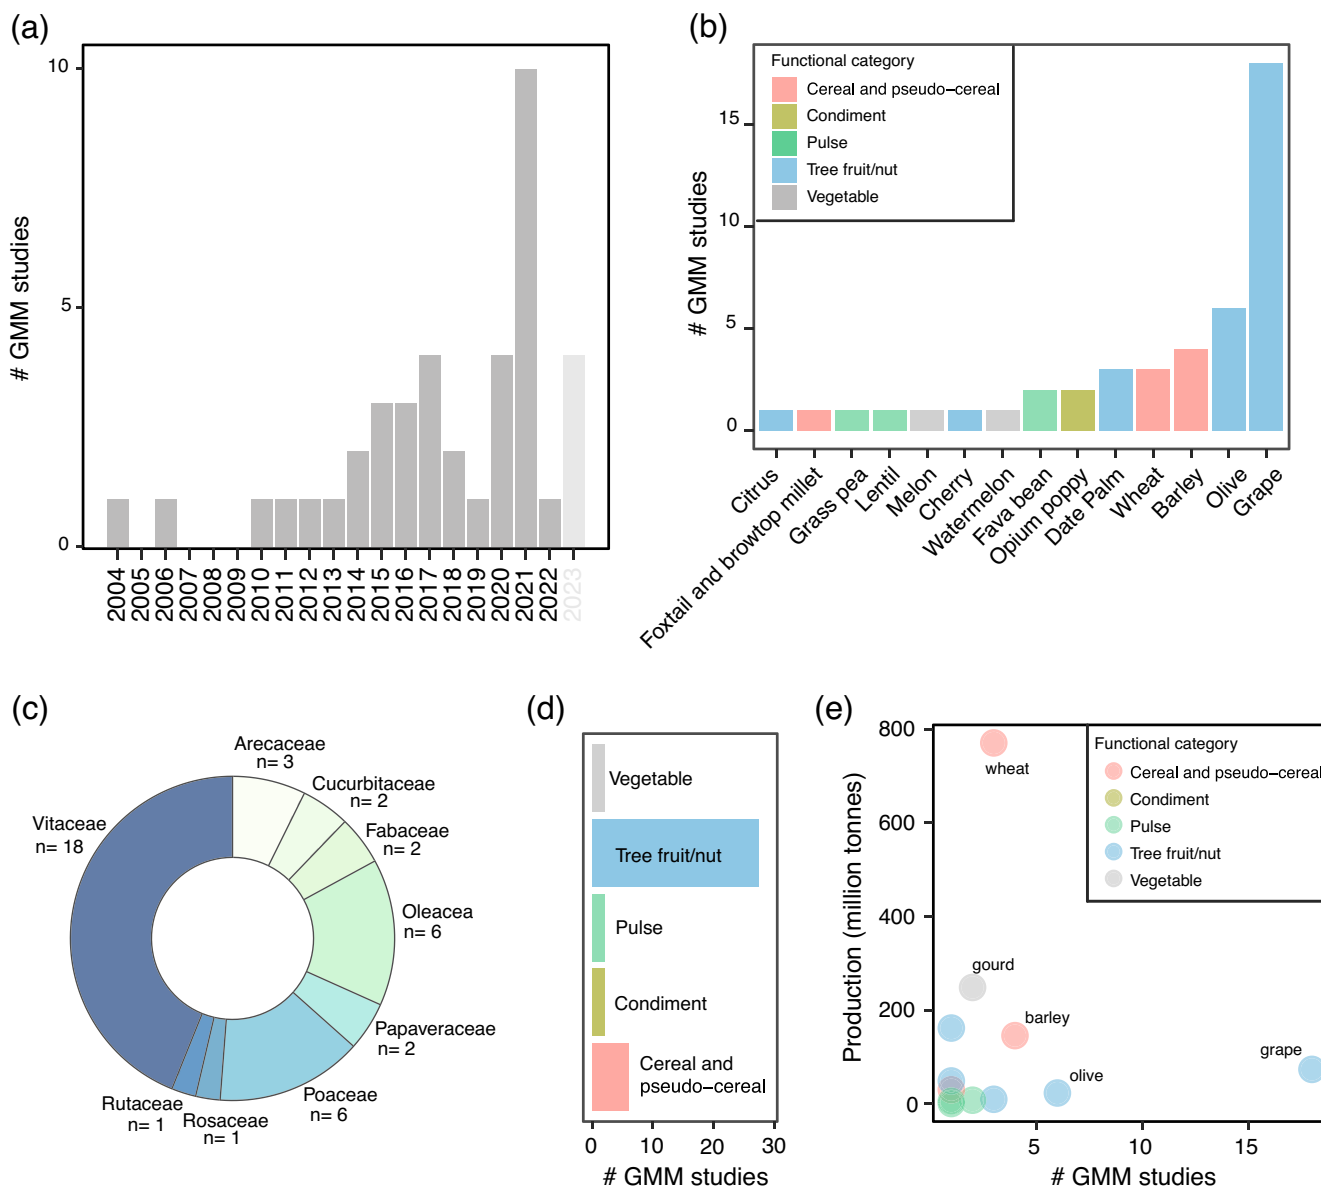 (a)
# GMM studies
10
5
0
2004
2005
2006
2007
2008
2009
2010
2011
2012
2013
2014
2015
2016
2017
2018
2019
2020
2021
2022
2023
(b)
# GMM studies
15
10
5
0
Functional category
Cereal and pseudo-cereal
Condiment
Pulse
Tree fruit/nut
Vegetable
Citrus
Foxtail and browtop millet
Grass pea
Lentil
Melon
Cherry
Watermelon
Fava bean
Opium poppy
Date Palm
Wheat
Barley
Olive
Grape
(c)
Arecaceae
n= 3
Cucurbitaceae
n= 2
Fabaceae
n= 2
Oleacea
n= 6
Papaveraceae
n= 2
Poaceae
n= 6
Rosaceae
n= 1
Rutaceae
n= 1
Vitaceae
n= 18
(d)
Vegetable
Tree fruit/nut
Pulse
Condiment
Cereal and
pseudo-cereal
0 10 20 30
# GMM studies
(e)
Production (million tonnes)
800
600
400
200
0
Functional category
Cereal and pseudo-cereal
Condiment
Pulse
Tree fruit/nut
Vegetable
wheat
gourd
barley
olive
grape
5 10 15
# GMM studies